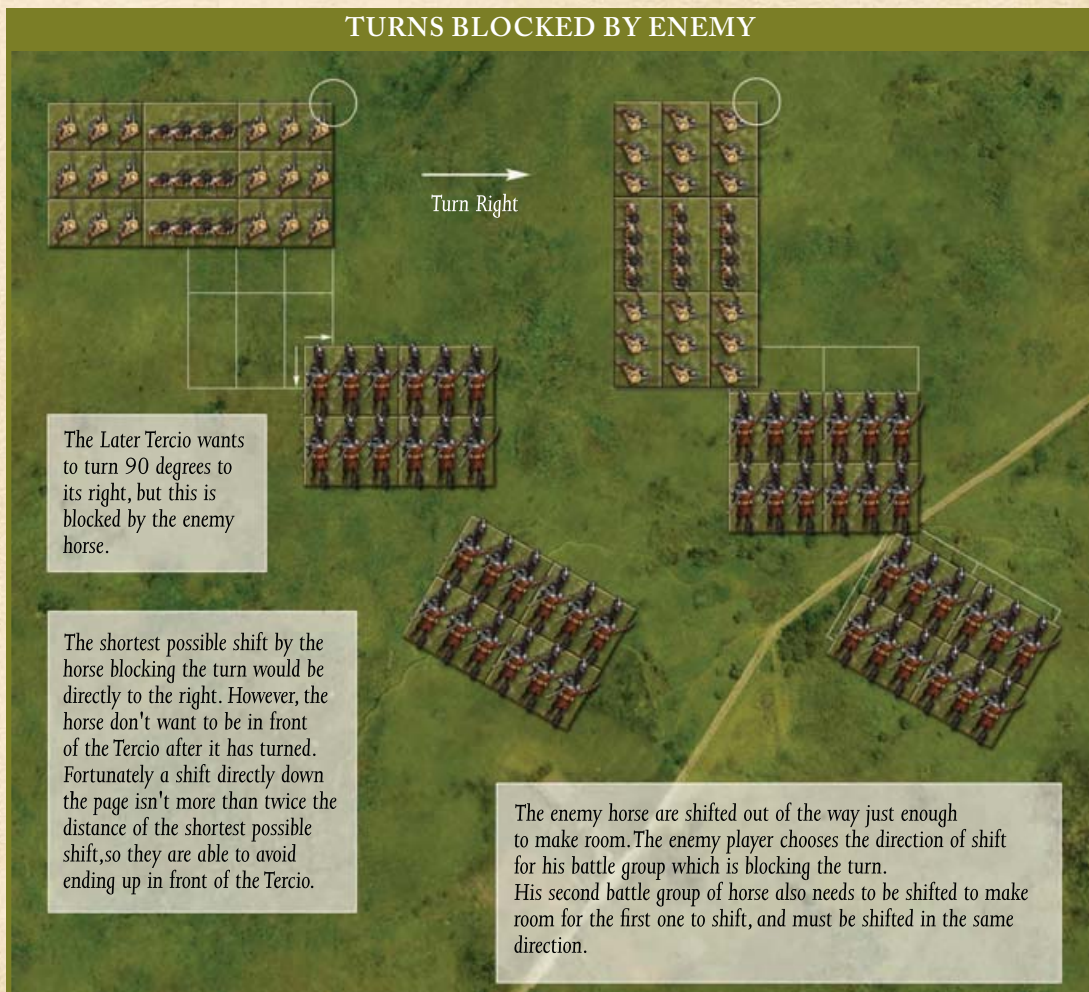 TURNS BLOCKED BY ENEMY
Turn Right
The Later Tercio wants
to turn 90 degrees to
its right, but this is
blocked by the enemy
horse.
The shortest possible shift by the
horse blocking the turn would be
directly to the right. However, the
horse don't want to be in front
of the Tercio after it has turned.
Fortunately a shift directly down
the page isn't more than twice the
distance of the shortest possible
shift,so they are able to avoid
ending up in front of the Tercio.
The enemy horse are shifted out of the way just enough
to make room.The enemy player chooses the direction of shift
for his battle group which is blocking the turn.
His second battle group of horse also needs to be shifted to make
room for the first one to shift, and must be shifted in the same
direction.